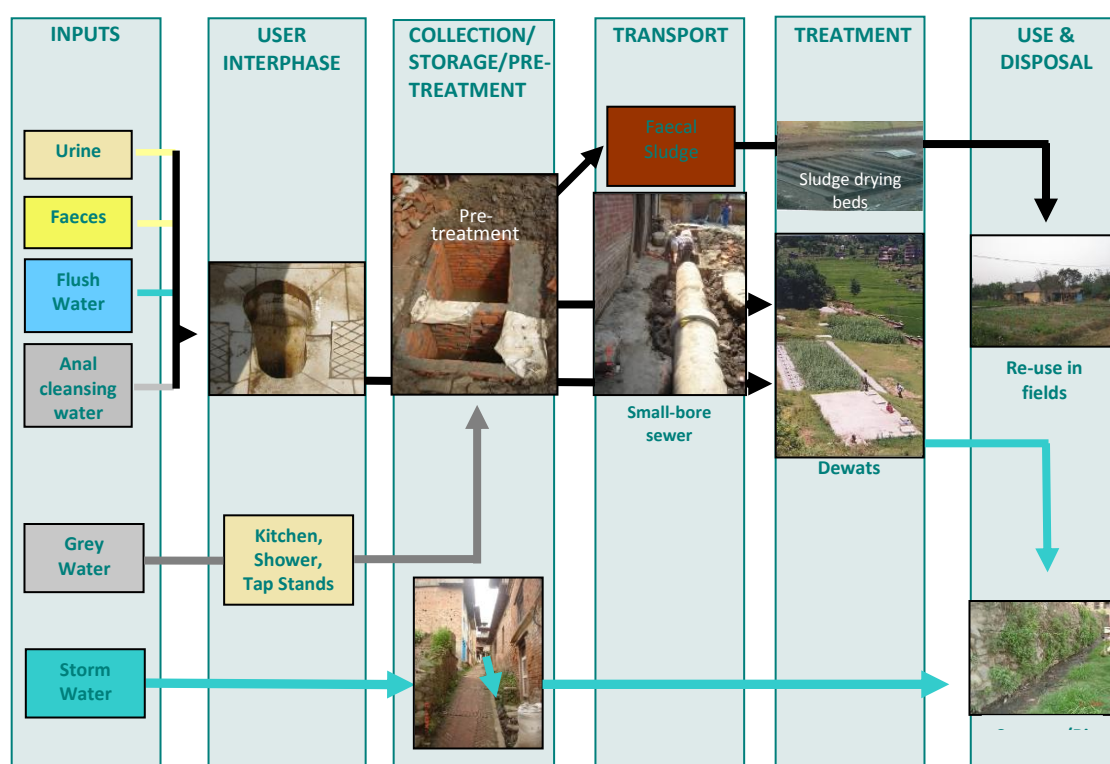 INPUTS
USER
INTERPHASE
COLLECTION/
STORAGE/PRE-
TREATMENT
TRANSPORT
TREATMENT
USE &
DISPOSAL
Urine
Faeces
Flush
Water
Anal
cleansing
water
Grey
Water
Storm
Water
Kitchen,
Shower,
Tap Stands
Pre-
treatment
Faecal
Sludge
Small-bore
sewer
Sludge drying
beds
Dewats
Re-use in
fields